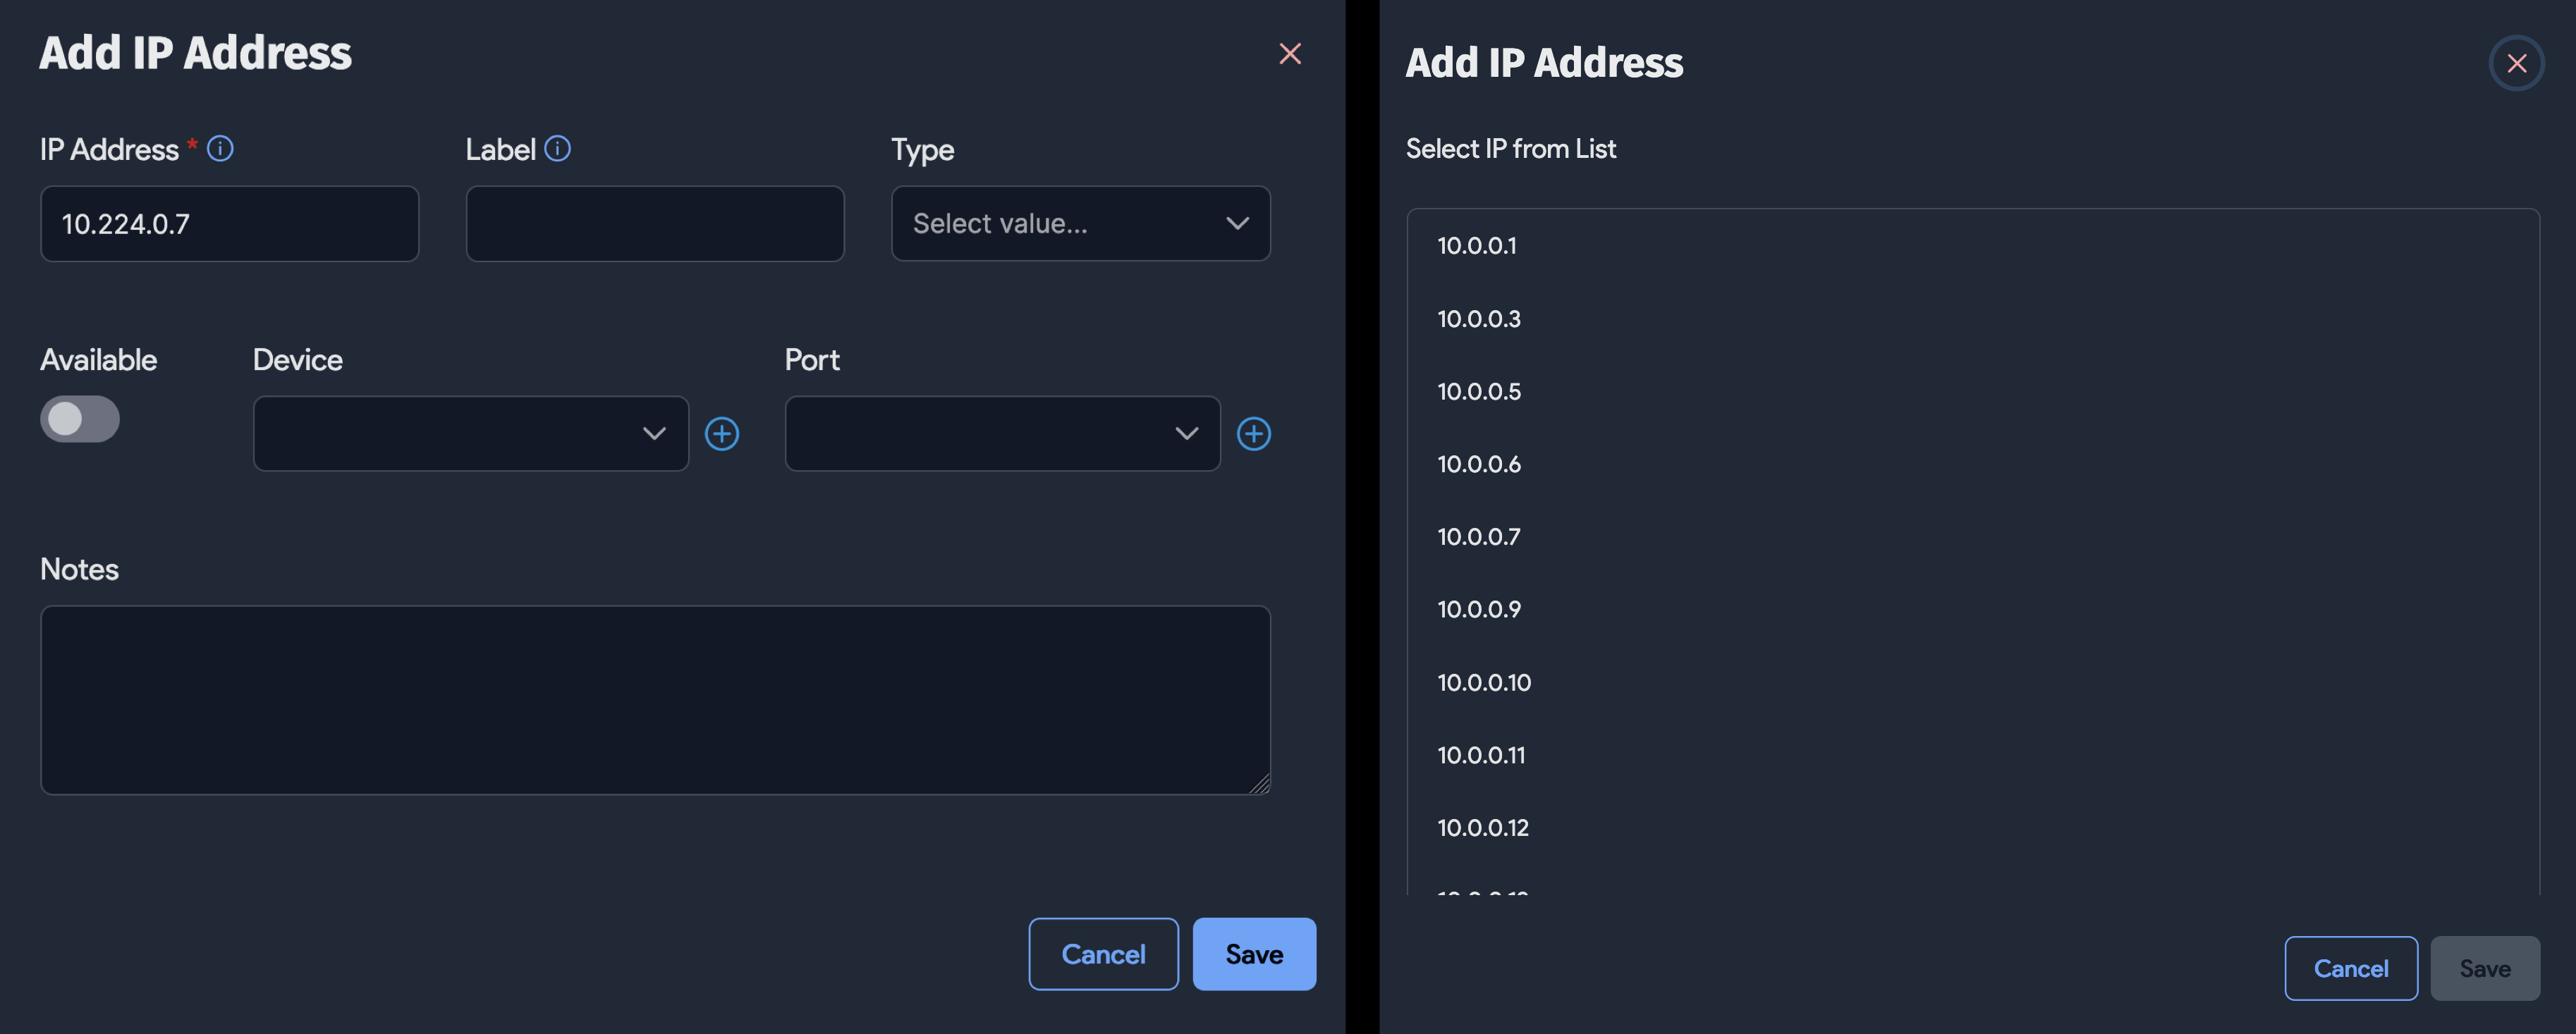 Add IP Address
IP Address *
Label
Type
10.224.0.7
Select value...
Available
Device
Port
Notes
Cancel
Save
Add IP Address
Select IP from List
10.0.0.1
10.0.0.3
10.0.0.5
10.0.0.6
10.0.0.7
10.0.0.9
10.0.0.10
10.0.0.11
10.0.0.12
Cancel
Save